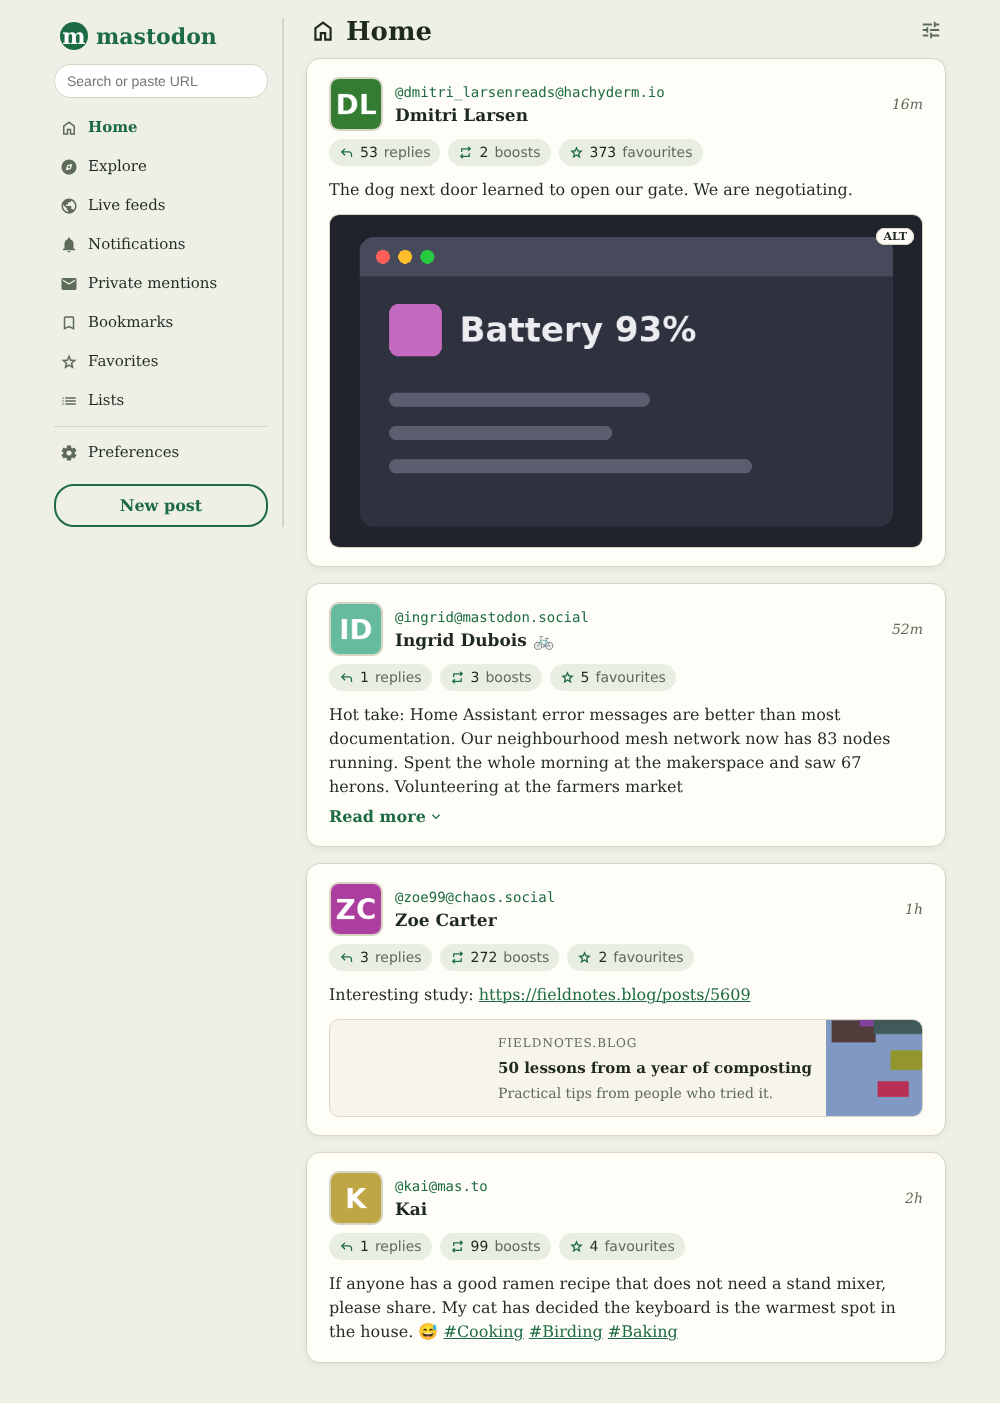 mastodon
Search or paste URL
Home
Explore
Live feeds
Notifications
Private mentions
Bookmarks
Favorites
Lists
Preferences
New post
Home
DL
@dmitri_larsenreads@hachyderm.io
Dmitri Larsen
16m
53 replies
2 boosts
373 favourites
The dog next door learned to open our gate. We are negotiating.
ALT
Battery 93%
ID
@ingrid@mastodon.social
Ingrid Dubois 🚲
52m
1 replies
3 boosts
5 favourites
Hot take: Home Assistant error messages are better than most
documentation. Our neighbourhood mesh network now has 83 nodes
running. Spent the whole morning at the makerspace and saw 67
herons. Volunteering at the farmers market
Read more
ZC
@zoe99@chaos.social
Zoe Carter
1h
3 replies
272 boosts
2 favourites
Interesting study: https://fieldnotes.blog/posts/5609
FIELDNOTES.BLOG
50 lessons from a year of composting
Practical tips from people who tried it.
K
@kai@mas.to
Kai
2h
1 replies
99 boosts
4 favourites
If anyone has a good ramen recipe that does not need a stand mixer,
please share. My cat has decided the keyboard is the warmest spot in
the house. 😅 #Cooking #Birding #Baking